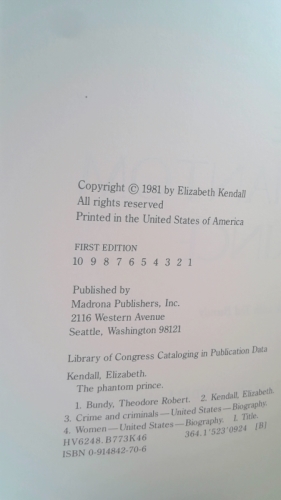 Copyright © 1981 by Elizabeth Kendall
All rights reserved
Printed in the United States of America
FIRST EDITION
10 9 8 7 6 5 4 3 2 1
Published by
Madrona Publishers, Inc.
2116 Western Avenue
Seattle, Washington 98121
Library of Congress Cataloging in Publication Data
Kendall, Elizabeth.
The phantom prince.
1. Bundy, Theodore Robert. 2. Kendall, Elizabeth.
3. Crime and criminals—United States—Biography.
4. Women—United States—Biography. I. Title.
HV6248.B773K46 364.1'523'0924 [B]
ISBN 0-914842-70-6